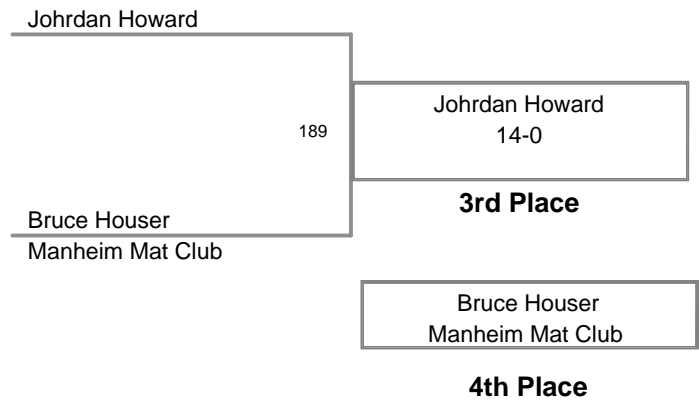 Johrdan Howard
189
Johrdan Howard
14-0
3rd Place
Bruce Houser
Manheim Mat Club
Bruce Houser
Manheim Mat Club
4th Place